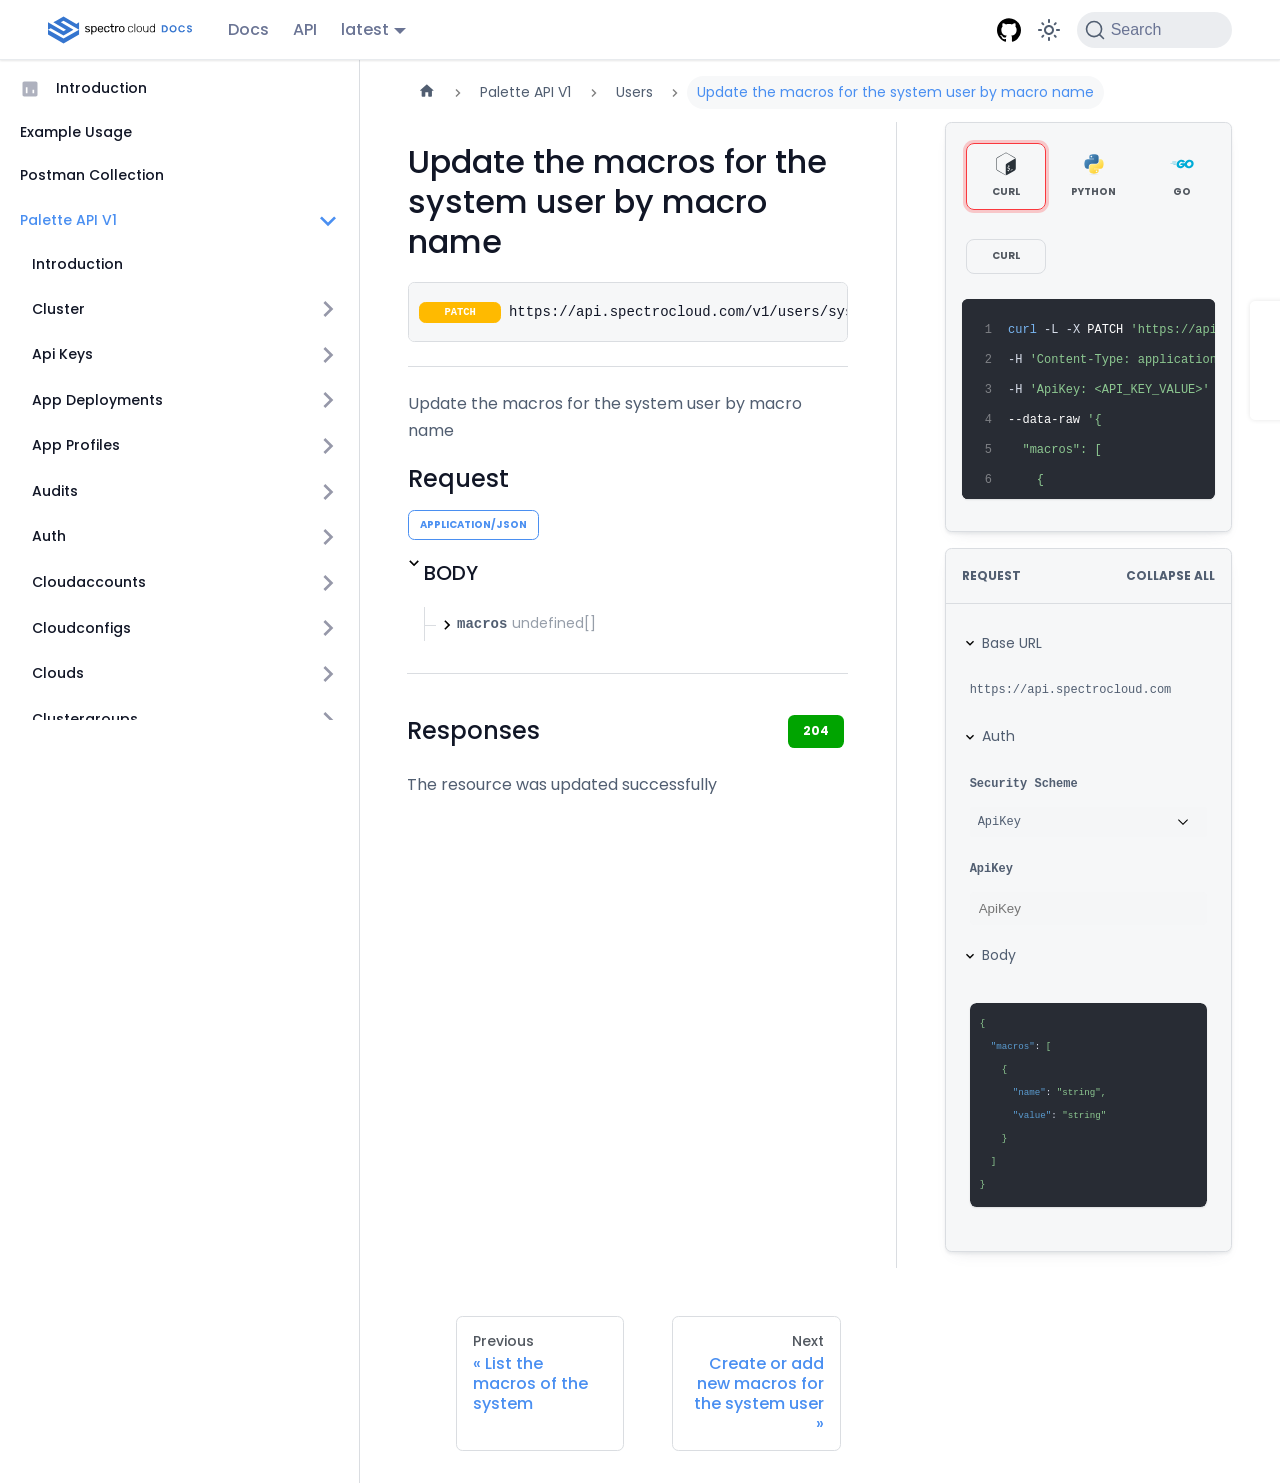 spectro cloud DOCS
Docs
API
latest
Search
Introduction
Example Usage
Postman Collection
Palette API V1
Introduction
Cluster
Api Keys
App Deployments
App Profiles
Audits
Auth
Cloudaccounts
Cloudconfigs
Clouds
Clustergroups
Palette API V1
Users
Update the macros for the system user by macro name
Update the macros for the
system user by macro
name
PATCH https://api.spectrocloud.com/v1/users/sys
Update the macros for the system user by macro
name
Request
APPLICATION/JSON
BODY
macros undefined[]
Responses
204
The resource was updated successfully
CURL
PYTHON
GO
CURL
1 curl -L -X PATCH 'https://api
2 -H 'Content-Type: application
3 -H 'ApiKey: <API_KEY_VALUE>'
4 --data-raw '{
5 "macros": [
6 {
REQUEST
COLLAPSE ALL
Base URL
https://api.spectrocloud.com
Auth
Security Scheme
ApiKey
ApiKey
ApiKey
Body
{
"macros": [
{
"name": "string",
"value": "string"
}
]
}
Previous
« List the
macros of the
system
Next
Create or add
new macros for
the system user
»